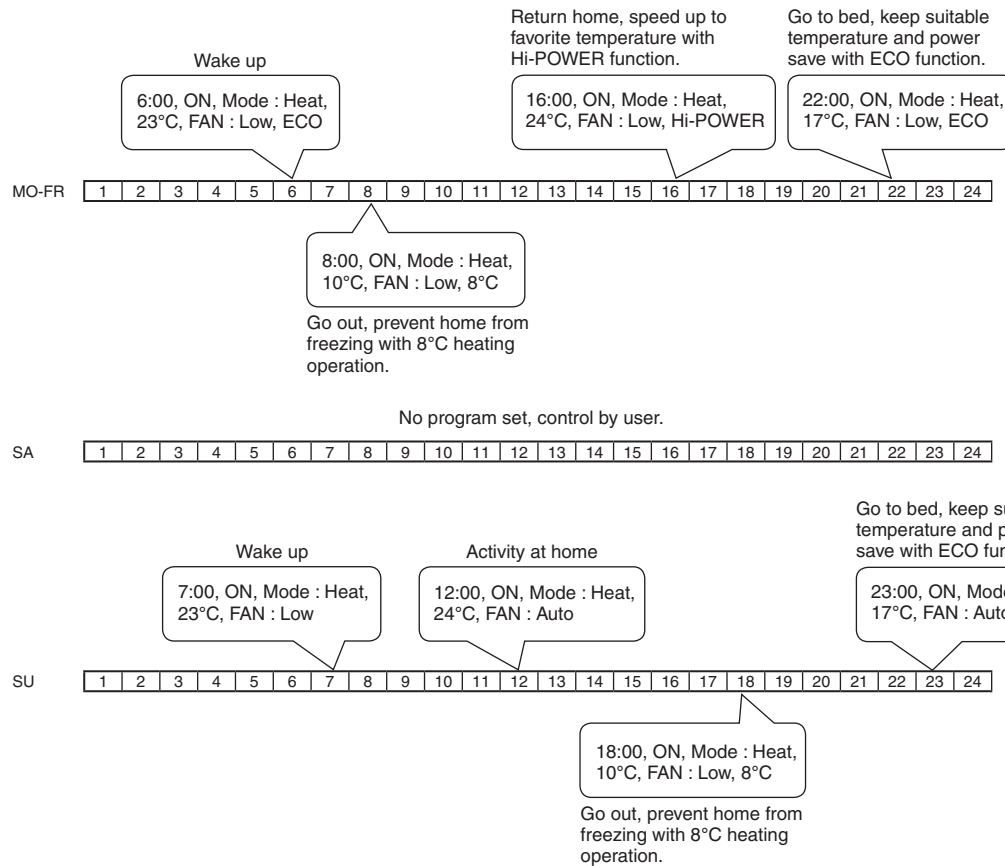 Return home, speed up to
favorite temperature with
Hi-POWER function.
Go to bed, keep suitable
temperature and power
save with ECO function.
Wake up
6:00, ON, Mode : Heat,
23°C, FAN : Low, ECO
16:00, ON, Mode : Heat,
24°C, FAN : Low, Hi-POWER
22:00, ON, Mode : Heat,
17°C, FAN : Low, ECO
MO-FR 1 2 3 4 5 6 7 8 9 10 11 12 13 14 15 16 17 18 19 20 21 22 23 24
8:00, ON, Mode : Heat,
10°C, FAN : Low, 8°C
Go out, prevent home from
freezing with 8°C heating
operation.
No program set, control by user.
SA 1 2 3 4 5 6 7 8 9 10 11 12 13 14 15 16 17 18 19 20 21 22 23 24
Go to bed, keep
temperature and
save with ECO
Wake up
7:00, ON, Mode : Heat,
23°C, FAN : Low
Activity at home
12:00, ON, Mode : Heat,
24°C, FAN : Auto
23:00, ON,
17°C, FAN :
SU 1 2 3 4 5 6 7 8 9 10 11 12 13 14 15 16 17 18 19 20 21 22 23 24
18:00, ON, Mode : Heat,
10°C, FAN : Low, 8°C
Go out, prevent home from
freezing with 8°C heating
operation.